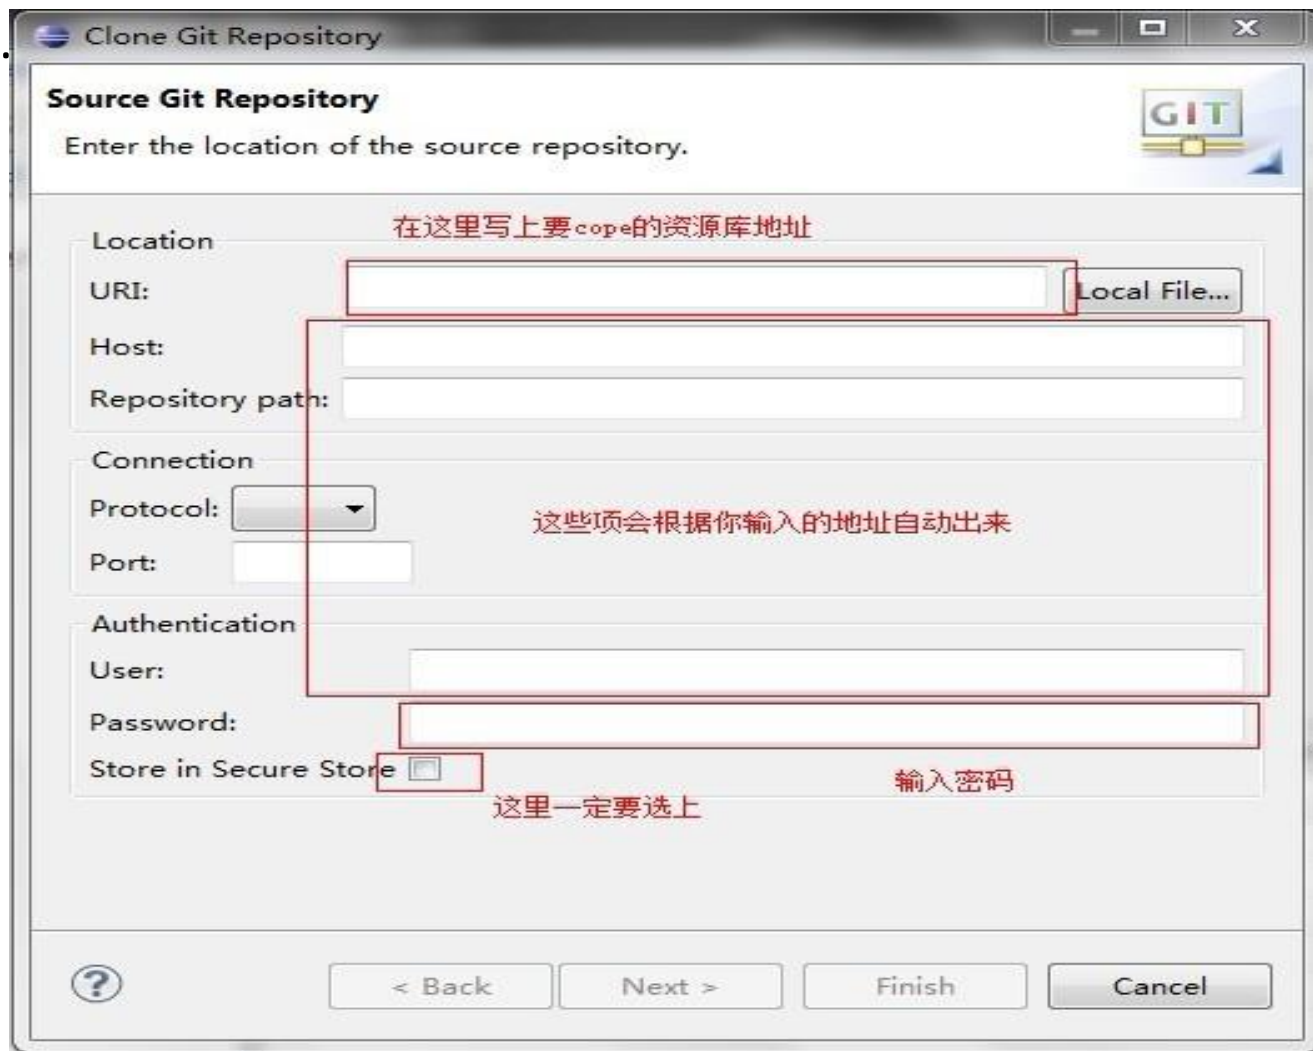 Clone Git Repository
Source Git Repository
Enter the location of the source repository.
GIT
在这里写上要cope的资源库地址
Location
URI:
Local File...
Host:
Repository path:
Connection
Protocol:
这些项会根据你输入的地址自动出来
Port:
Authentication
User:
Password:
Store in Secure Store
输入密码
这里一定要选上
?
< Back
Next >
Finish
Cancel